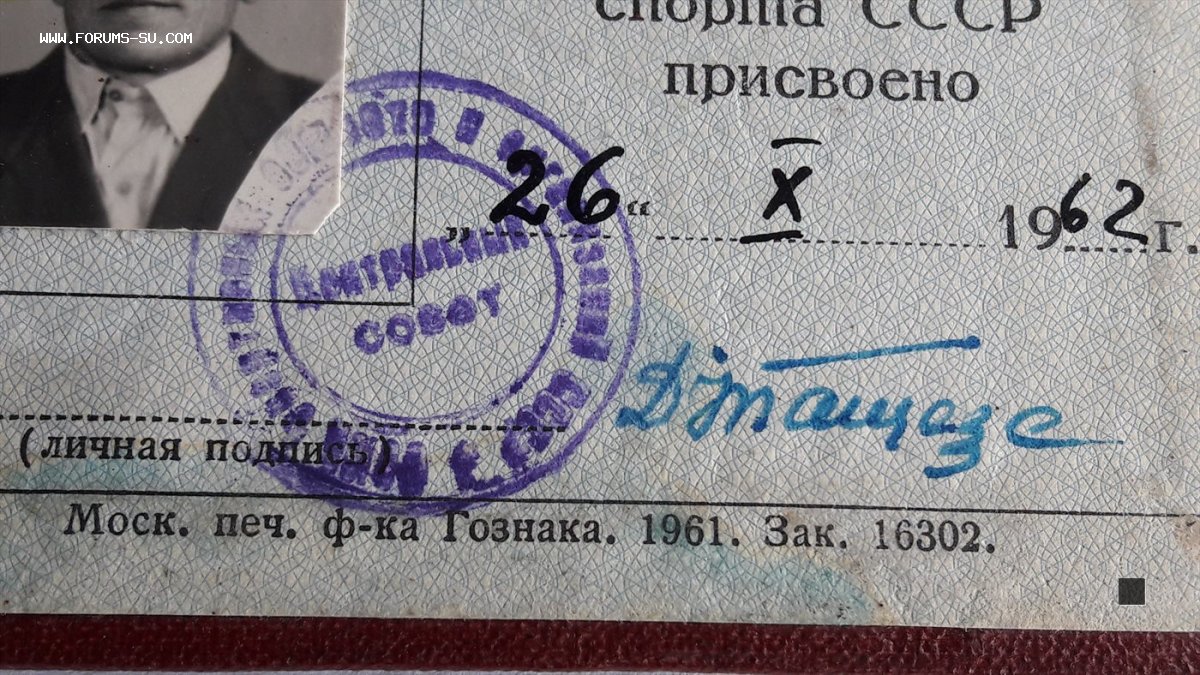 www.forums-su.com
спорта СССР
присвоено
„26“ X 1962 г.
Центральный
совет
(личная подпись)
Моск. печ. ф-ка Гознака. 1961. Зак. 16302.